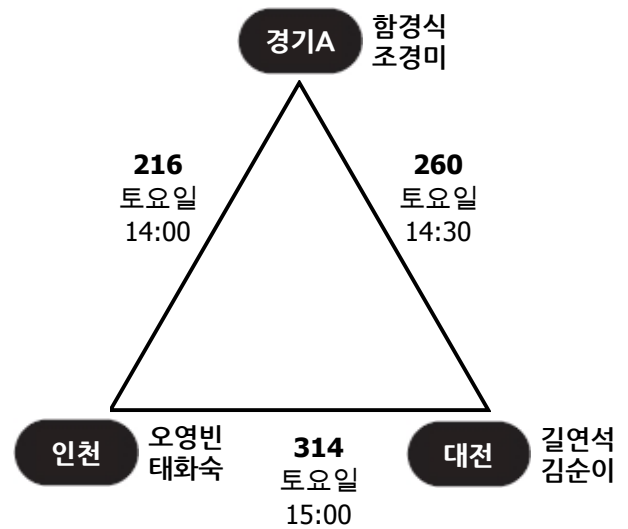 경기A
함경식
조경미
216
토요일
14:00
260
토요일
14:30
인천
오영빈
태화숙
314
토요일
15:00
대전
길연석
김순이